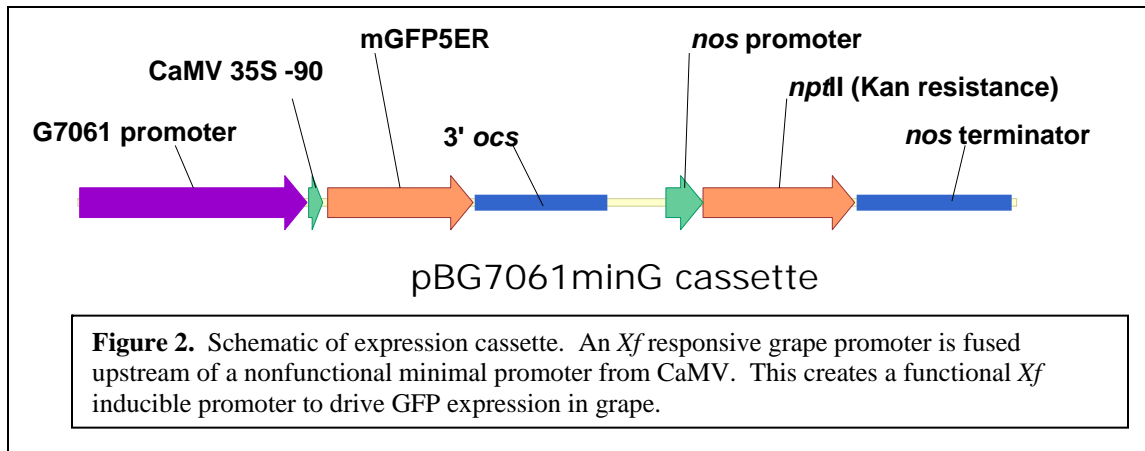 mGFP5ER
nos promoter
CaMV 35S -90
nptII (Kan resistance)
G7061 promoter
3' ocs
nos terminator
pBG7061minG cassette
Figure 2. Schematic of expression cassette. An Xf responsive grape promoter is fused
upstream of a nonfunctional minimal promoter from CaMV. This creates a functional Xf
inducible promoter to drive GFP expression in grape.